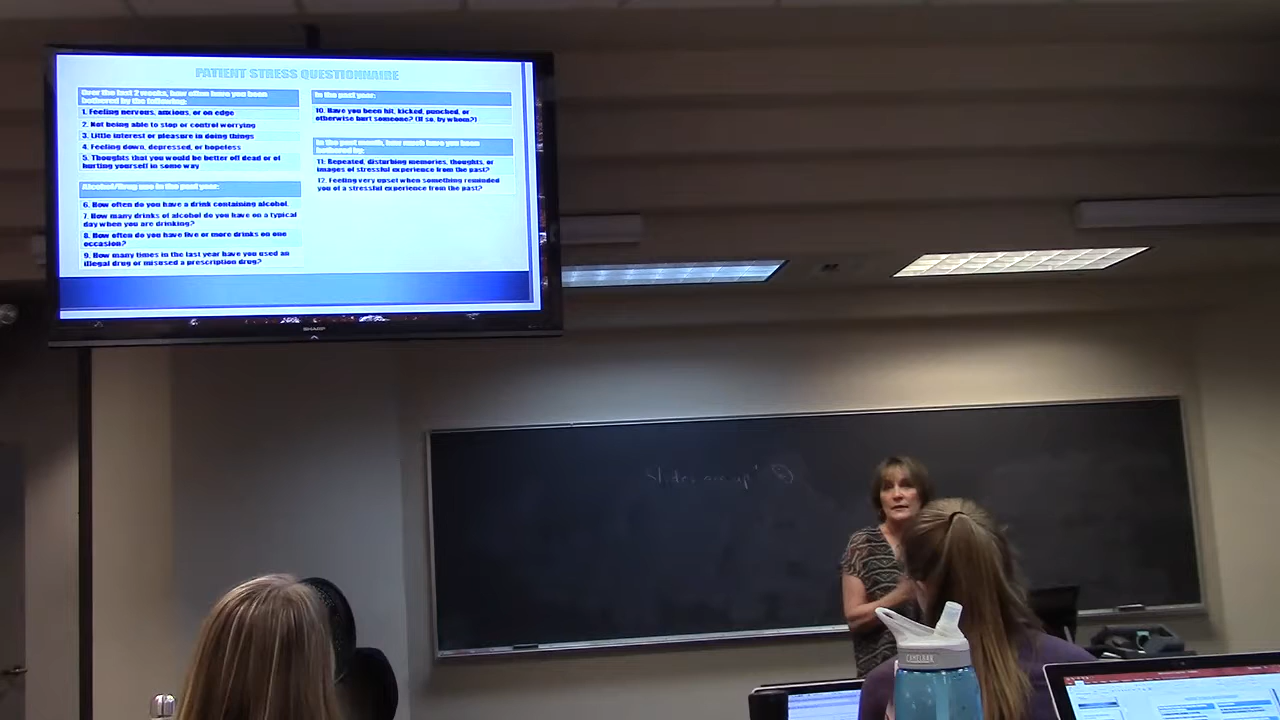 PATIENT STRESS QUESTIONNAIRE
Over the last 2 weeks, how often have you been
bothered by the following:
1. Feeling nervous, anxious, or on edge
2. Not being able to stop or control worrying
3. Little interest or pleasure in doing things
4. Feeling down, depressed, or hopeless
5. Thoughts that you would be better off dead or of
hurting yourself in some way
Alcohol/Drug use in the past year:
6. How often do you have a drink containing alcohol.
7. How many drinks of alcohol do you have on a typical
day when you are drinking?
8. How often do you have five or more drinks on one
occasion?
9. How many times in the last year have you used an
illegal drug or misused a prescription drug?
In the past year:
10. Have you been hit, kicked, punched, or
otherwise hurt someone? (If so, by whom?)
In the past month, how much have you been
bothered by:
11: Repeated, disturbing memories, thoughts, or
images of stressful experience from the past?
12. Feeling very upset when something reminded
you of a stressful experience from the past?
SHARP
Slides are up
CAMELBAK